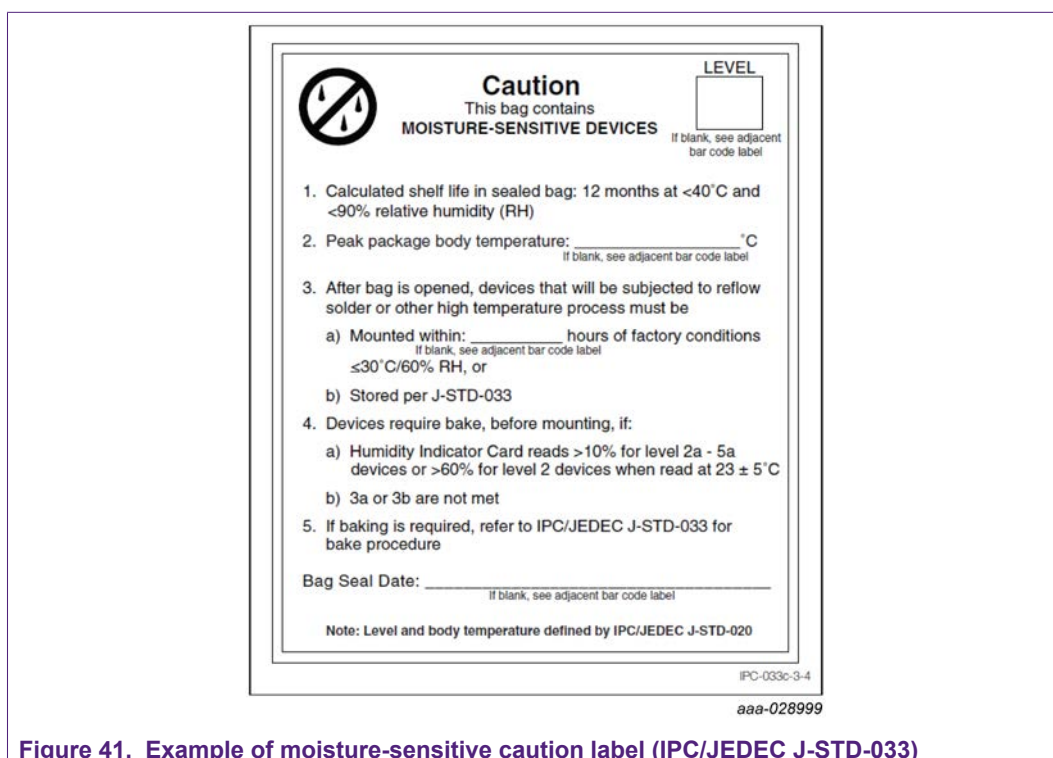 Caution
This bag contains
MOISTURE-SENSITIVE DEVICES
LEVEL
If blank, see adjacent
bar code label
1. Calculated shelf life in sealed bag: 12 months at <40˚C and
<90% relative humidity (RH)
2. Peak package body temperature: __________________˚C
If blank, see adjacent bar code label
3. After bag is opened, devices that will be subjected to reflow
solder or other high temperature process must be
a) Mounted within: __________ hours of factory conditions
If blank, see adjacent bar code label
≤30˚C/60% RH, or
b) Stored per J-STD-033
4. Devices require bake, before mounting, if:
a) Humidity Indicator Card reads >10% for level 2a - 5a
devices or >60% for level 2 devices when read at 23 ± 5˚C
b) 3a or 3b are not met
5. If baking is required, refer to IPC/JEDEC J-STD-033 for
bake procedure
Bag Seal Date: ____________________________________
If blank, see adjacent bar code label
Note: Level and body temperature defined by IPC/JEDEC J-STD-020
IPC-033c-3-4
aaa-028999
Figure 41. Example of moisture-sensitive caution label (IPC/JEDEC J-STD-033)